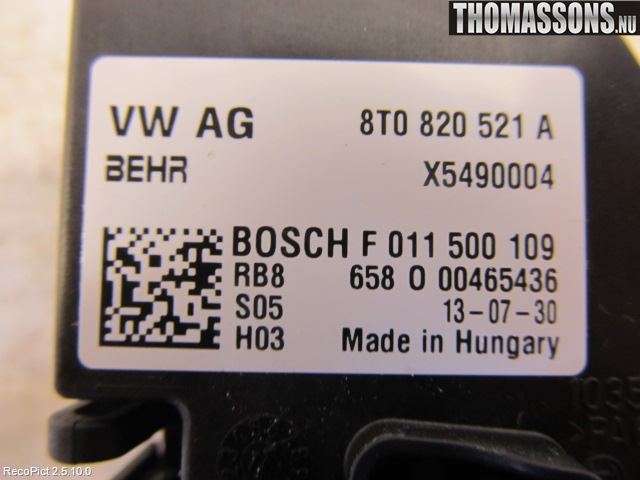 THOMASSONS.NU
VW AG 8T0 820 521 A
BEHR X5490004
BOSCH F 011 500 109
RB8 658 0 00465436
S05 13-07-30
H03 Made in Hungary
RecoPict 2.5.10.0